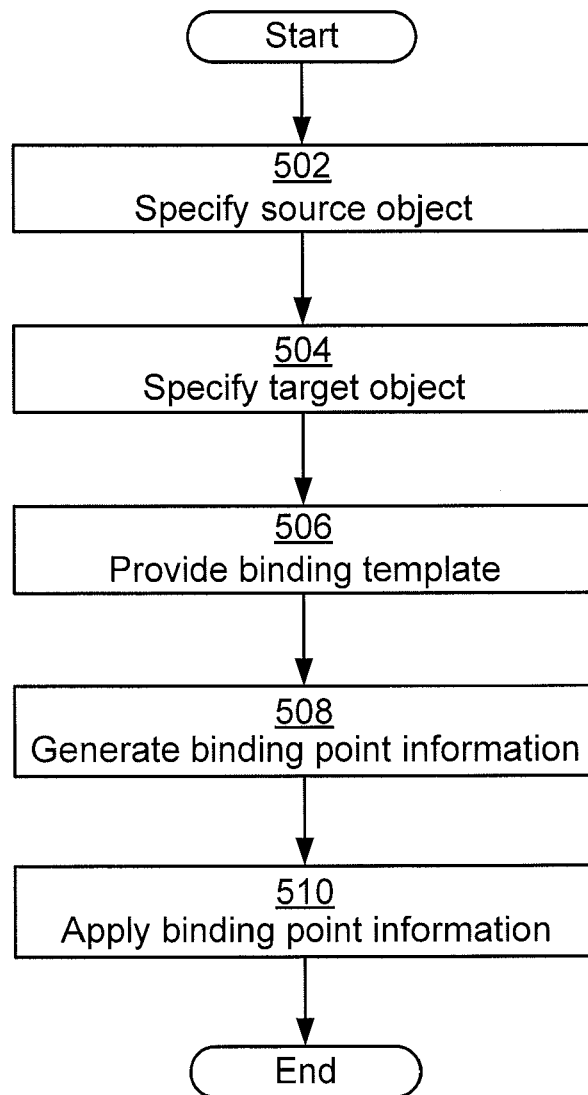 Start
502
Specify source object
504
Specify target object
506
Provide binding template
508
Generate binding point information
510
Apply binding point information
End